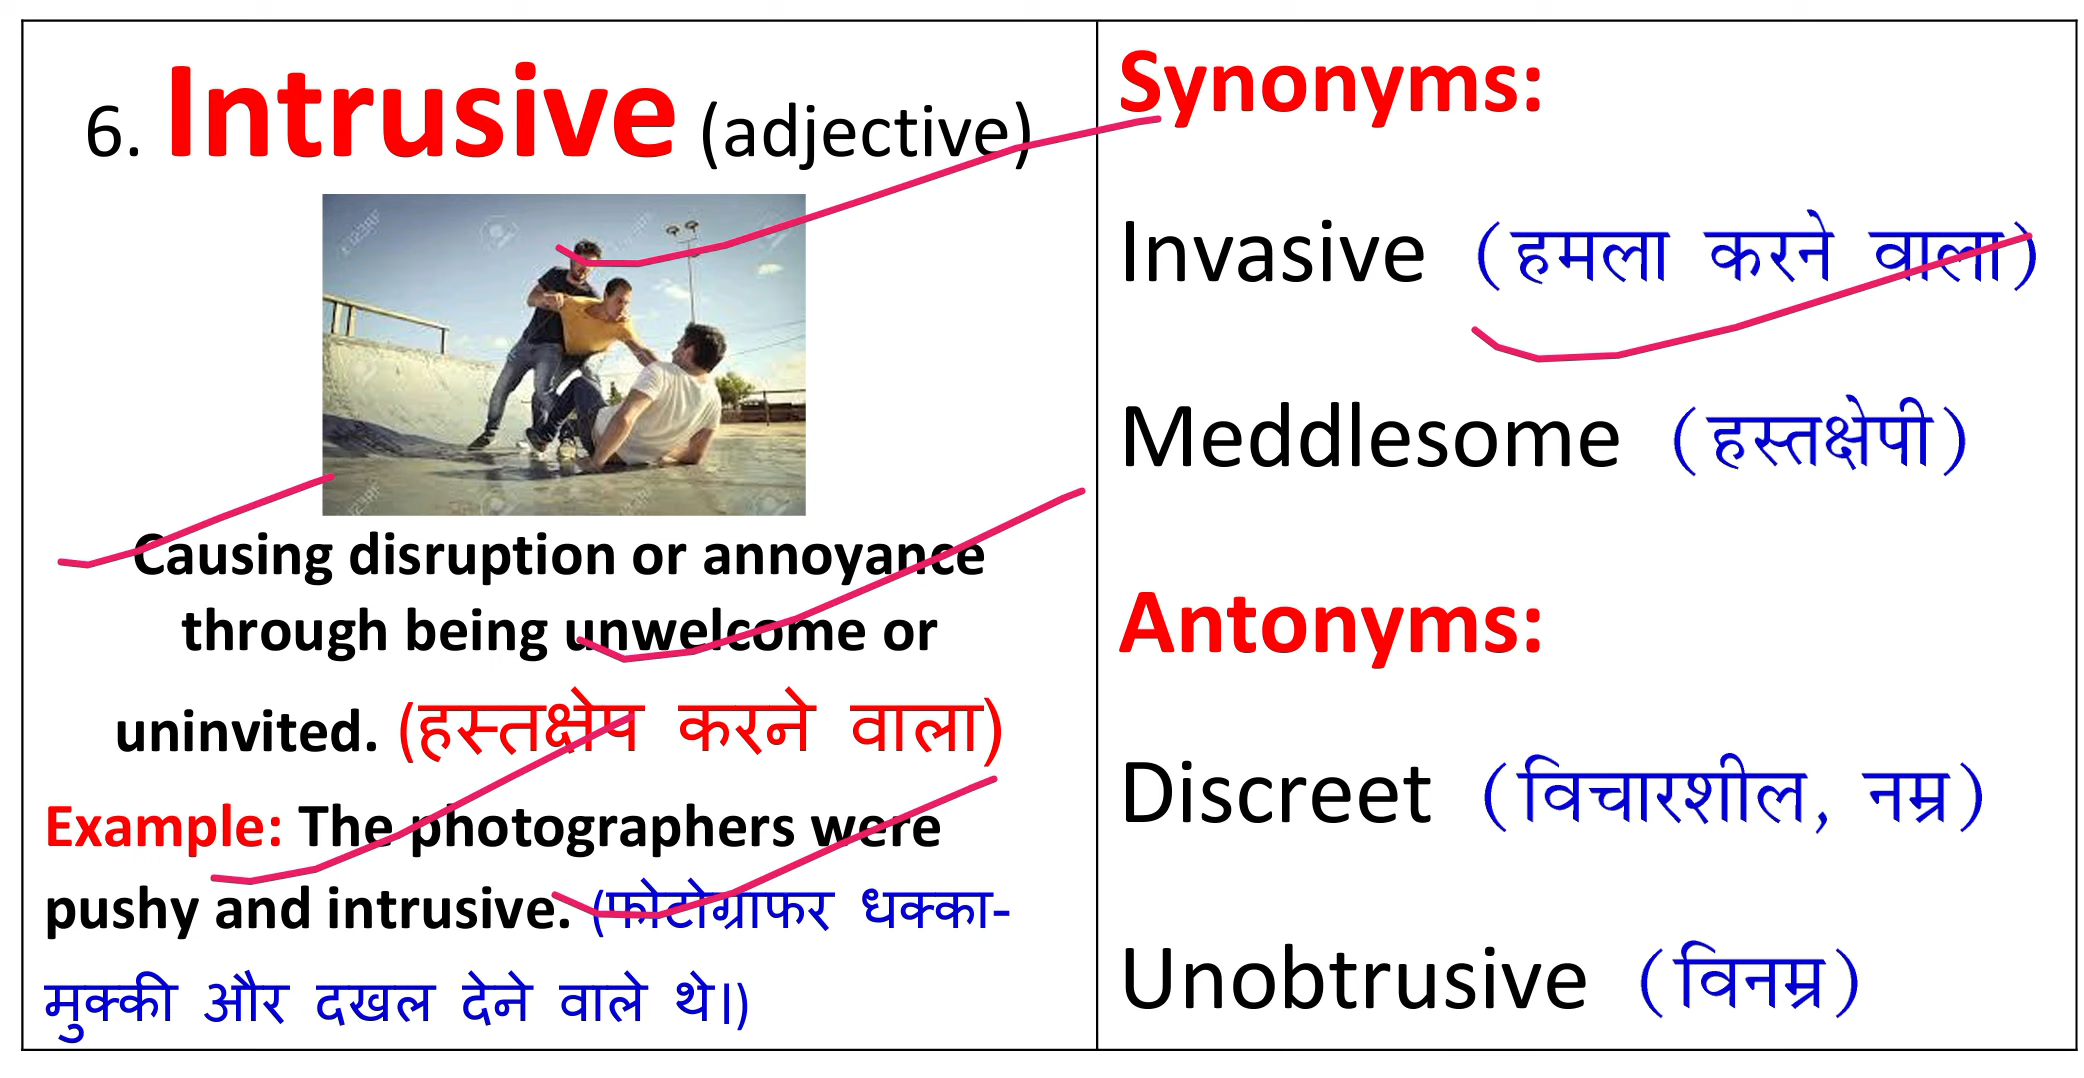 6. Intrusive (adjective)
Causing disruption or annoyance
through being unwelcome or
uninvited. (हस्तक्षेप करने वाला)
Example: The photographers were
pushy and intrusive. (फोटोग्राफर धक्का-
मुक्की और दखल देने वाले थे।)
Synonyms:
Invasive (हमला करने वाला)
Meddlesome (हस्तक्षेपी)
Antonyms:
Discreet (विचारशील, नम्र)
Unobtrusive (विनम्र)